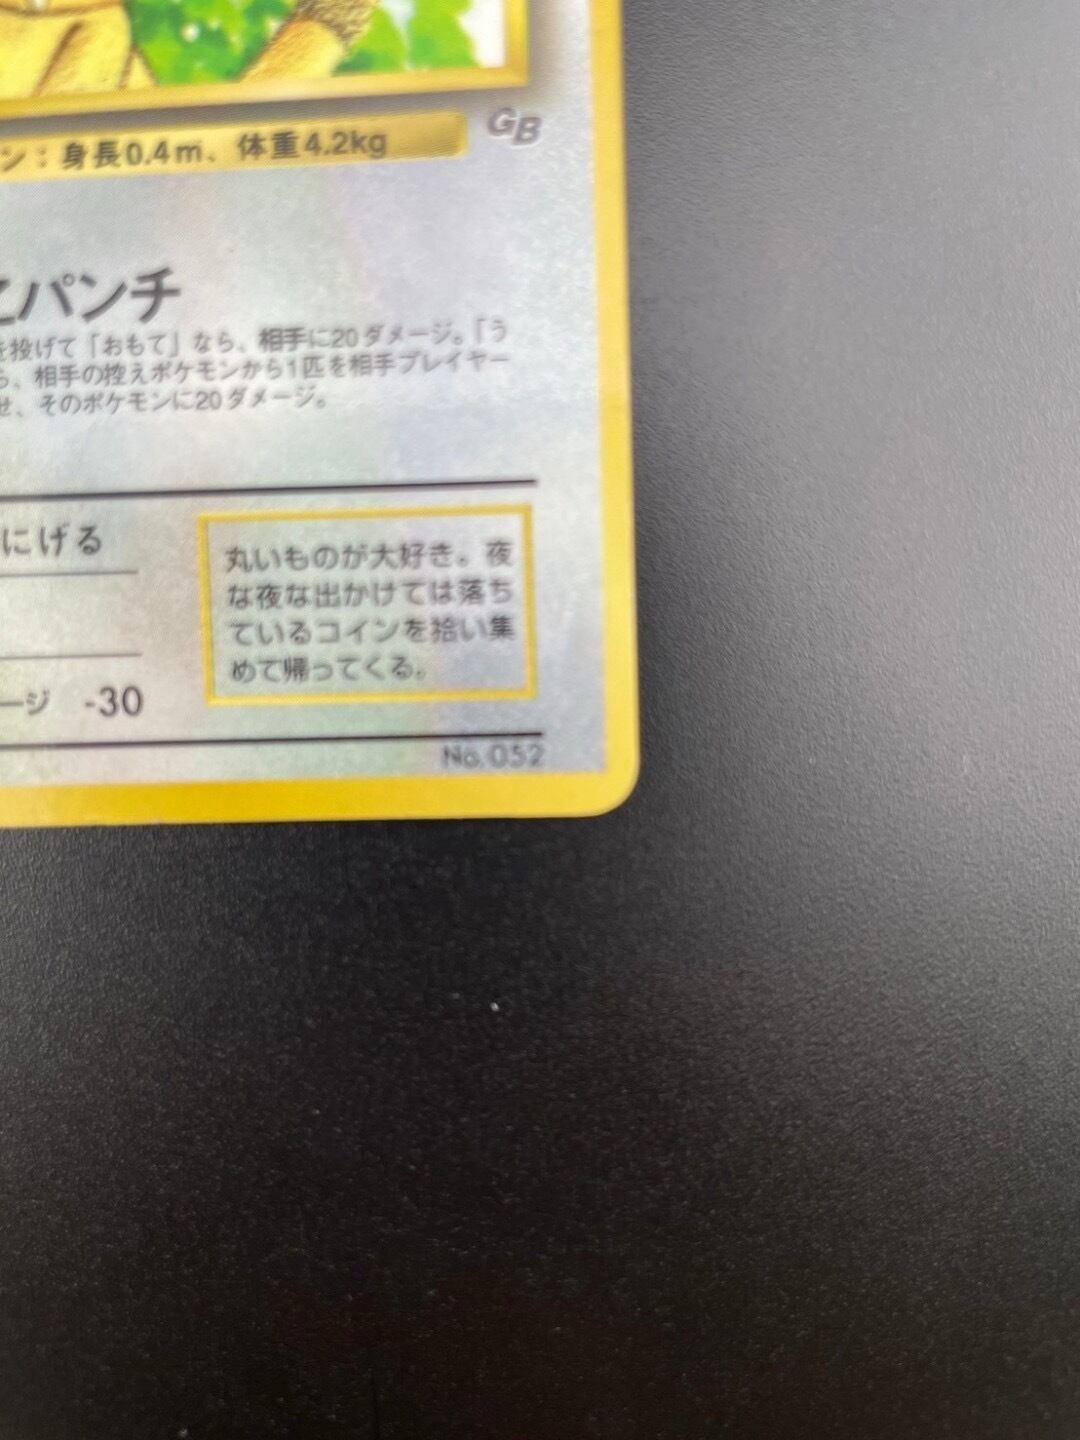 ン：身長0.4m、体重4.2kg
GB
こパンチ
を投げて「おもて」なら、相手に20ダメージ。「う
ら、相手の控えポケモンから1匹を相手プレイヤー
せ、そのポケモンに20ダメージ。
にげる
丸いものが大好き。夜
な夜な出かけては落ち
ているコインを拾い集
めて帰ってくる。
ージ -30
No.052